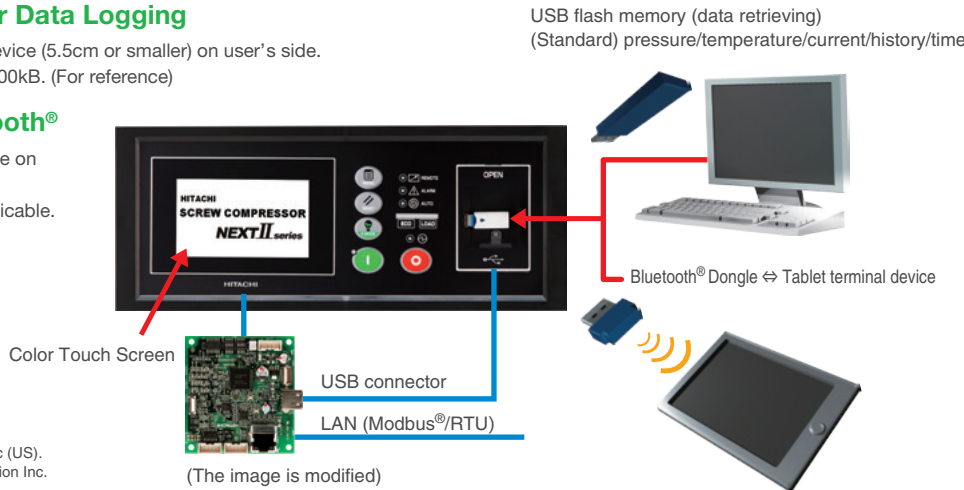 r Data Logging
evice (5.5cm or smaller) on user's side.
00kB. (For reference)
ooth®
e on
icable.
USB flash memory (data retrieving)
(Standard) pressure/temperature/current/history/time
HITACHI
SCREW COMPRESSOR
NEXTII series
REMOTE
ALARM
AUTO
ECO LOAD
OPEN
HITACHI
Bluetooth® Dongle ⇔ Tablet terminal device
Color Touch Screen
USB connector
LAN (Modbus®/RTU)
(The image is modified)
c (US).
ion Inc.